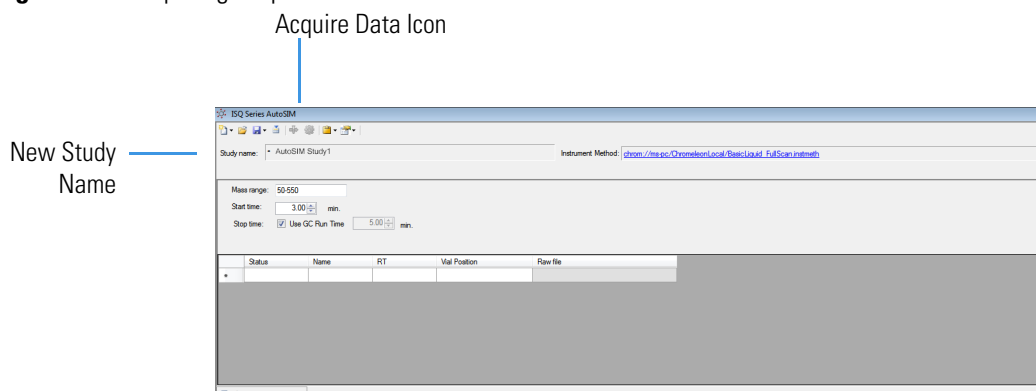 Acquire Data Icon
ISQ Series AutoSIM
New Study
Name
Study name: * AutoSIM Study1 Instrument Method: chrom://ms-pc/ChromeleonLocal/BasicLiquid_FullScan.instmeth
Mass range: 50-550
Start time: 3.00 min.
Stop time: Use GC Run Time 5.00 min.
Status Name RT Vial Position Raw file
*